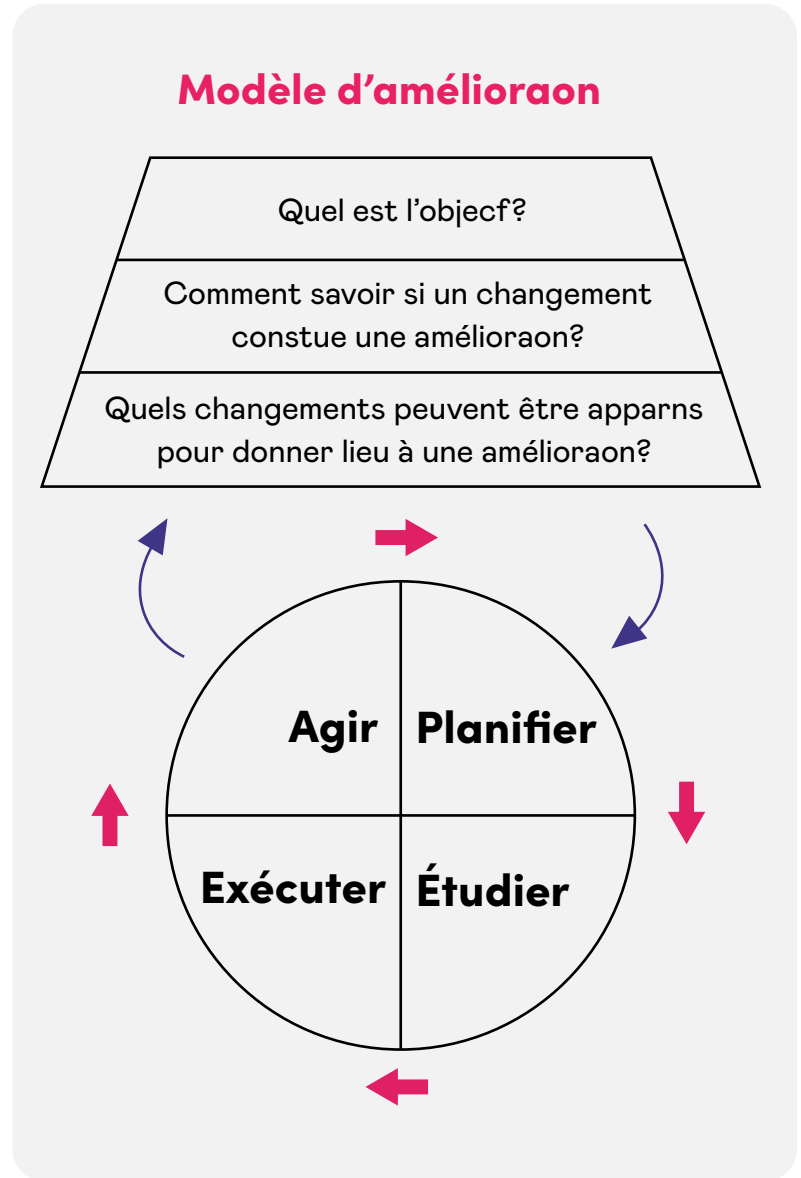 Modèle d’amélioraon
Quel est l’objecf?
Comment savoir si un changement
constue une amélioraon?
Quels changements peuvent être apparns
pour donner lieu à une amélioraon?
Agir
Planifier
Exécuter
Étudier